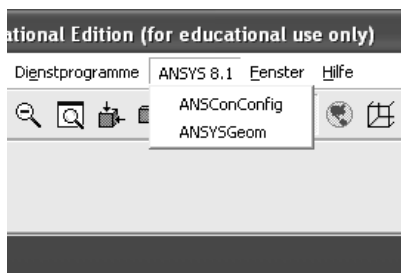 ational Edition (for educational use only)
Dienstprogramme ANSYS 8.1 Fenster Hilfe
ANSConConfig
ANSYSGeom